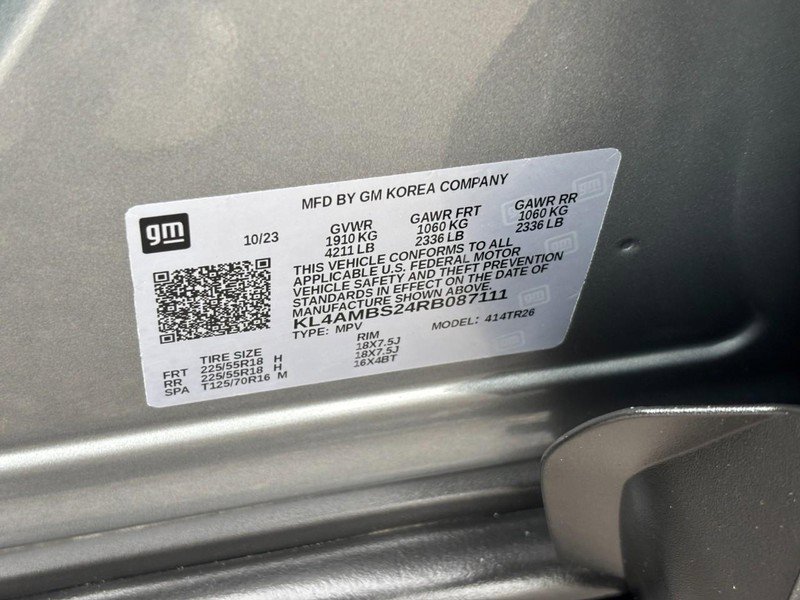 MFD BY GM KOREA COMPANY
gm
10/23
GVWR GAWR FRT GAWR RR
1910 KG 1060 KG 1060 KG
4211 LB 2336 LB 2336 LB
THIS VEHICLE CONFORMS TO ALL
APPLICABLE U.S. FEDERAL MOTOR
VEHICLE SAFETY AND THEFT PREVENTION
STANDARDS IN EFFECT ON THE DATE OF
MANUFACTURE SHOWN ABOVE.
KL4AMBS24RB087111
TYPE: MPV MODEL: 414TR26
TIRE SIZE RIM
FRT 225/55R18 H 18X7.5J
RR 225/55R18 H 18X7.5J
SPA T125/70R16 M 16X4BT